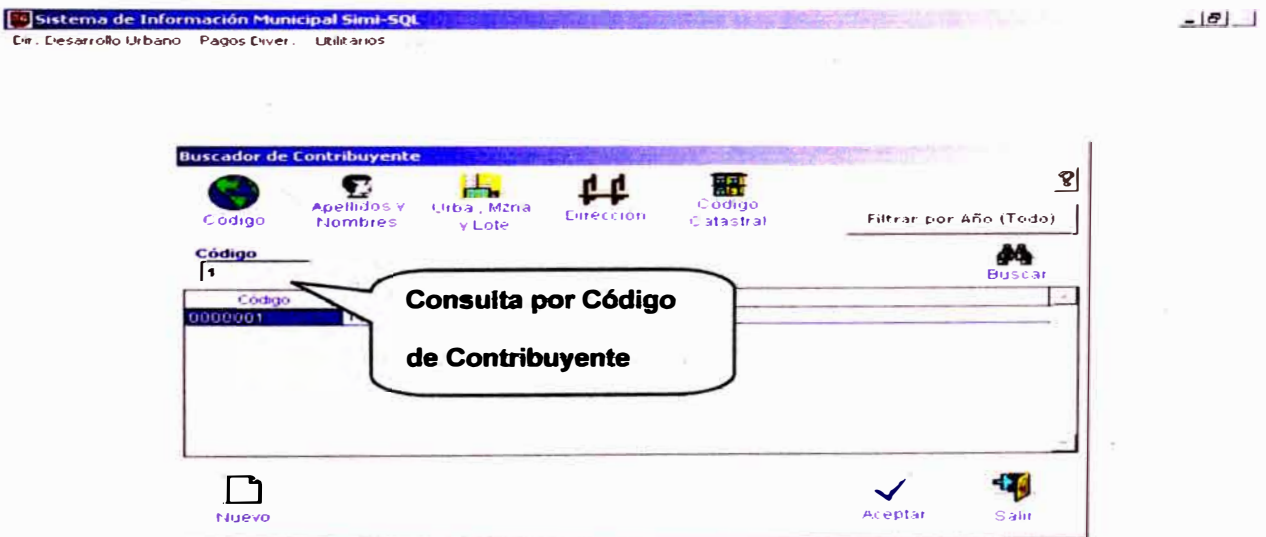 Sistema de Información Municipal Simi-SQL
Dir. Desarrollo Urbano Pagos Diver. Utilitarios
Buscador de Contribuyente
Código
Apellidos y
Nombres
Urba., Mzna
y Lote
Dirección
Código
Catastral
Filtrar por Año (Todo)
Código
1
Buscar
Código
0000001
Consulta por Código
de Contribuyente
Nuevo
Aceptar
Salir